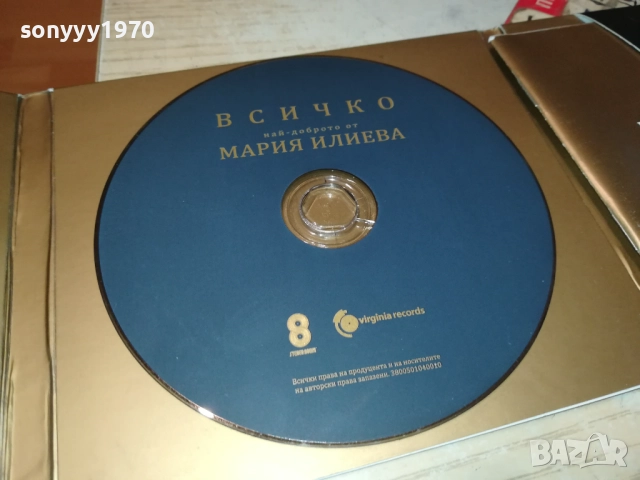 sonyyy1970
ВСИЧКО
най-доброто от
МАРИЯ ИЛИЕВА
8
virginia records
Всички права на продуцента и на носителите
на авторски права запазени. 3800501040010
BAZAR